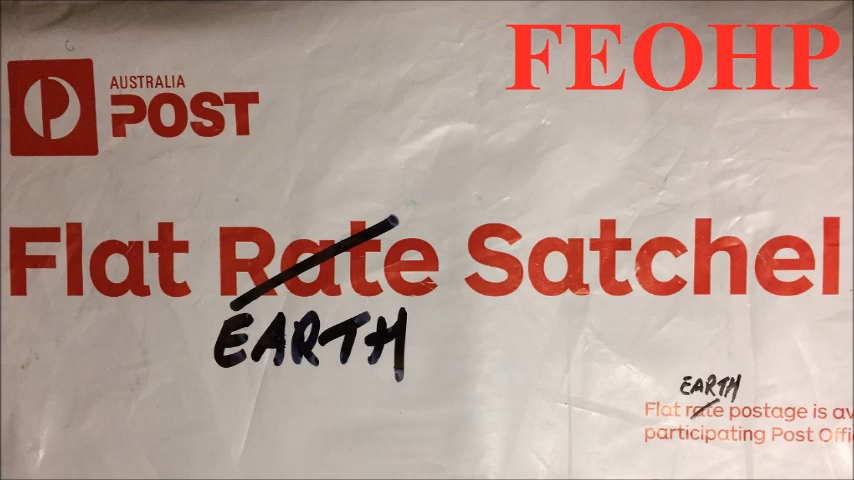 FEOHP
AUSTRALIA
POST
Flat Rate Satchel
EARTH
EARTH
Flat rate postage is av
participating Post Offi